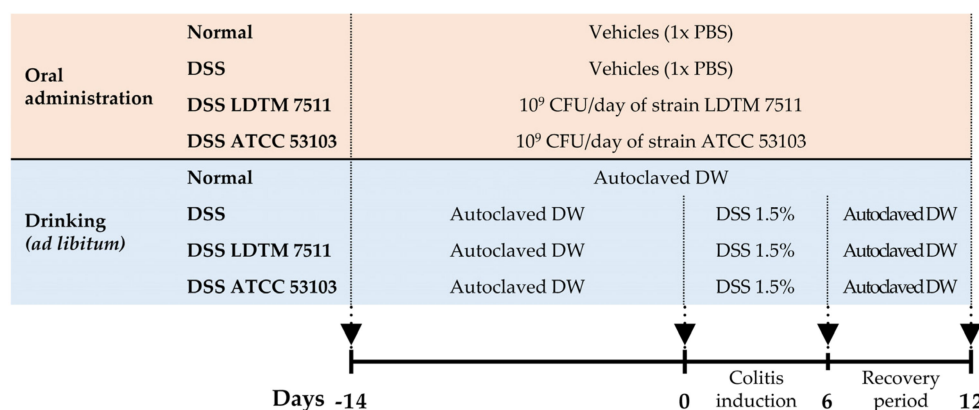 Oral
administration
Normal Vehicles (1x PBS)
DSS Vehicles (1x PBS)
DSS LDTM 7511 10⁹ CFU/day of strain LDTM 7511
DSS ATCC 53103 10⁹ CFU/day of strain ATCC 53103
Drinking
(ad libitum)
Normal Autoclaved DW
DSS Autoclaved DW DSS 1.5% Autoclaved DW
DSS LDTM 7511 Autoclaved DW DSS 1.5% Autoclaved DW
DSS ATCC 53103 Autoclaved DW DSS 1.5% Autoclaved DW
Days -14 0 Colitis induction 6 Recovery period 12